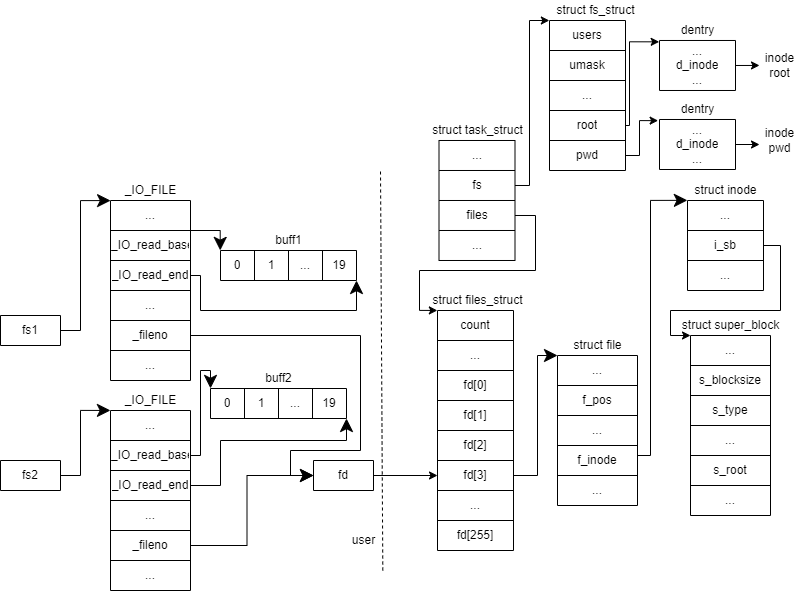 struct fs_struct
users
umask
...
root
pwd
dentry
...
d_inode
...
inode
root
dentry
...
d_inode
...
inode
pwd
struct task_struct
...
fs
files
...
_IO_FILE
...
_IO_read_base
_IO_read_end
...
_fileno
...
fs1
buff1
0 1 ... 19
struct inode
...
i_sb
...
struct files_struct
count
...
fd[0]
fd[1]
fd[2]
fd[3]
...
fd[255]
struct file
...
f_pos
...
f_inode
...
struct super_block
...
s_blocksize
s_type
...
s_root
...
_IO_FILE
...
_IO_read_base
_IO_read_end
...
_fileno
...
fs2
buff2
0 1 ... 19
fd
user